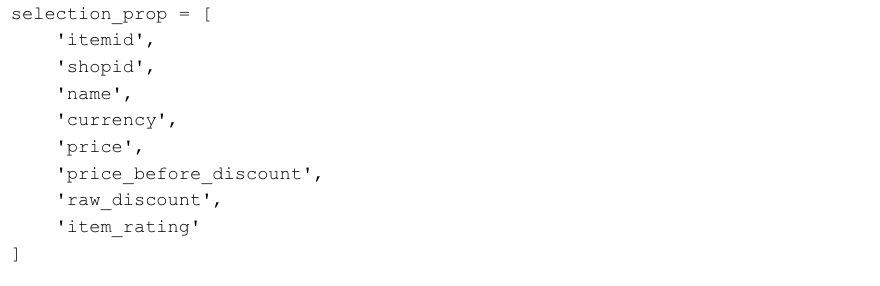 selection_prop = [
    'itemid',
    'shopid',
    'name',
    'currency',
    'price',
    'price_before_discount',
    'raw_discount',
    'item_rating'
]